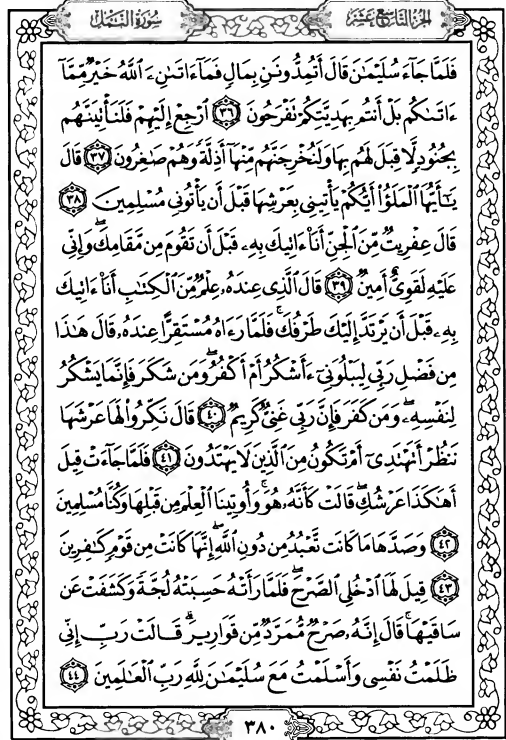 الجزء التاسع عشر
سورة النمل
فَلَمَّا جَآءَ سُلَيْمَٰنَ قَالَ أَتُمِدُّونَنِ بِمَالٍ فَمَآ ءَاتَىٰنِۦَ ٱللَّهُ خَيْرٌ مِّمَّآ
ءَاتَىٰكُم بَلْ أَنتُم بِهَدِيَّتِكُمْ نَفْرَحُونَ ٣٦ ٱرْجِعْ إِلَيْهِمْ فَلَنَأْتِيَنَّهُم
بِجُنُودٍ لَّا قِبَلَ لَهُم بِهَا وَلَنُخْرِجَنَّهُم مِّنْهَآ أَذِلَّةً وَهُمْ صَٰغِرُونَ ٣٧ قَالَ
يَٰٓأَيُّهَا ٱلْمَلَؤُا۟ أَيُّكُمْ يَأْتِينِى بِعَرْشِهَا قَبْلَ أَن يَأْتُونِى مُسْلِمِينَ ٣٨
قَالَ عِفْرِيتٌ مِّنَ ٱلْجِنِّ أَنَا۠ ءَاتِيكَ بِهِۦ قَبْلَ أَن تَقُومَ مِن مَّقَامِكَ ۖ وَإِنِّى
عَلَيْهِ لَقَوِىٌّ أَمِينٌ ٣٩ قَالَ ٱلَّذِى عِندَهُۥ عِلْمٌ مِّنَ ٱلْكِتَٰبِ أَنَا۠ ءَاتِيكَ
بِهِۦ قَبْلَ أَن يَرْتَدَّ إِلَيْكَ طَرْفُكَ ۚ فَلَمَّا رَءَاهُ مُسْتَقِرًّا عِندَهُۥ قَالَ هَٰذَا
مِن فَضْلِ رَبِّى لِيَبْلُوَنِىٓ ءَأَشْكُرُ أَمْ أَكْفُرُ ۖ وَمَن شَكَرَ فَإِنَّمَا يَشْكُرُ
لِنَفْسِهِۦ ۖ وَمَن كَفَرَ فَإِنَّ رَبِّى غَنِىٌّ كَرِيمٌ ٤٠ قَالَ نَكِّرُوا۟ لَهَا عَرْشَهَا
نَنظُرْ أَتَهْتَدِىٓ أَمْ تَكُونُ مِنَ ٱلَّذِينَ لَا يَهْتَدُونَ ٤١ فَلَمَّا جَآءَتْ قِيلَ
أَهَٰكَذَا عَرْشُكِ ۖ قَالَتْ كَأَنَّهُۥ هُوَ ۚ وَأُوتِينَا ٱلْعِلْمَ مِن قَبْلِهَا وَكُنَّا مُسْلِمِينَ
٤٢ وَصَدَّهَا مَا كَانَت تَّعْبُدُ مِن دُونِ ٱللَّهِ ۖ إِنَّهَا كَانَتْ مِن قَوْمٍ كَٰفِرِينَ
٤٣ قِيلَ لَهَا ٱدْخُلِى ٱلصَّرْحَ ۖ فَلَمَّا رَأَتْهُ حَسِبَتْهُ لُجَّةً وَكَشَفَتْ عَن
سَاقَيْهَا ۚ قَالَ إِنَّهُۥ صَرْحٌ مُّمَرَّدٌ مِّن قَوَارِيرَ ۗ قَالَتْ رَبِّ إِنِّى
ظَلَمْتُ نَفْسِى وَأَسْلَمْتُ مَعَ سُلَيْمَٰنَ لِلَّهِ رَبِّ ٱلْعَٰلَمِينَ ٤٤
٣٨٠